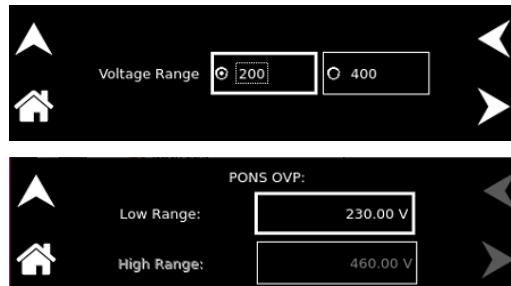 Voltage Range 200 400
PONS OVP:
Low Range: 230.00 V
High Range: 460.00 V